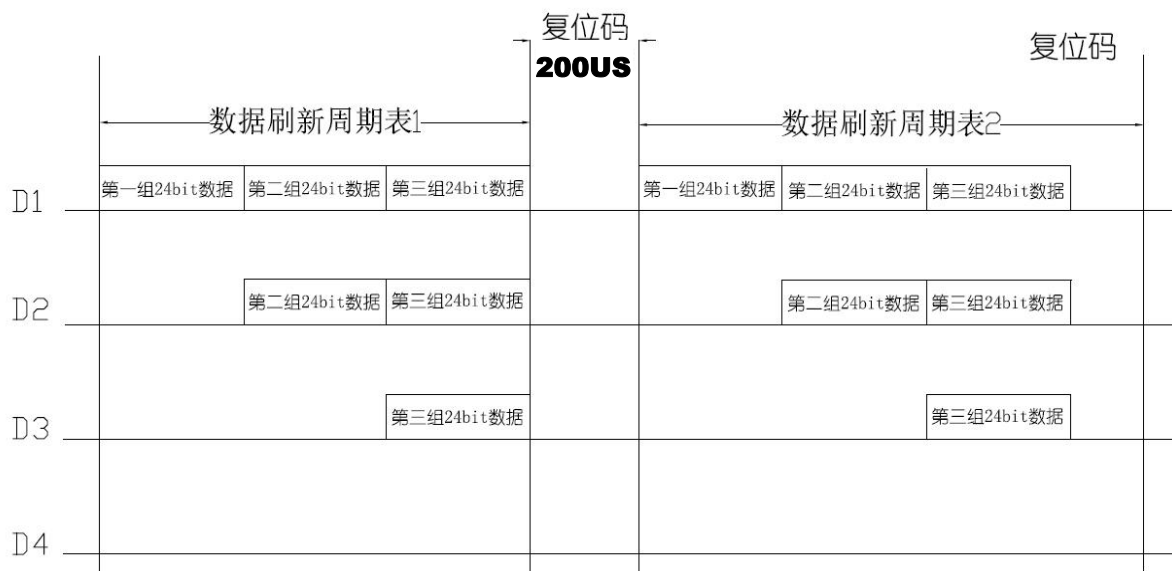 复位码
200US
复位码
数据刷新周期表1
数据刷新周期表2
D1
第一组24bit数据
第二组24bit数据
第三组24bit数据
第一组24bit数据
第二组24bit数据
第三组24bit数据
D2
第二组24bit数据
第三组24bit数据
第二组24bit数据
第三组24bit数据
D3
第三组24bit数据
第三组24bit数据
D4